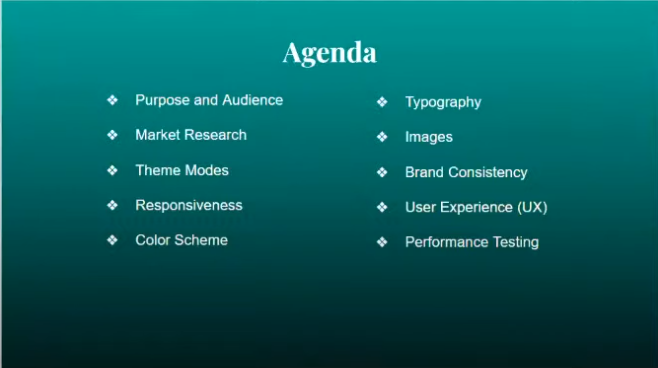 Agenda
❖ Purpose and Audience
❖ Market Research
❖ Theme Modes
❖ Responsiveness
❖ Color Scheme
❖ Typography
❖ Images
❖ Brand Consistency
❖ User Experience (UX)
❖ Performance Testing